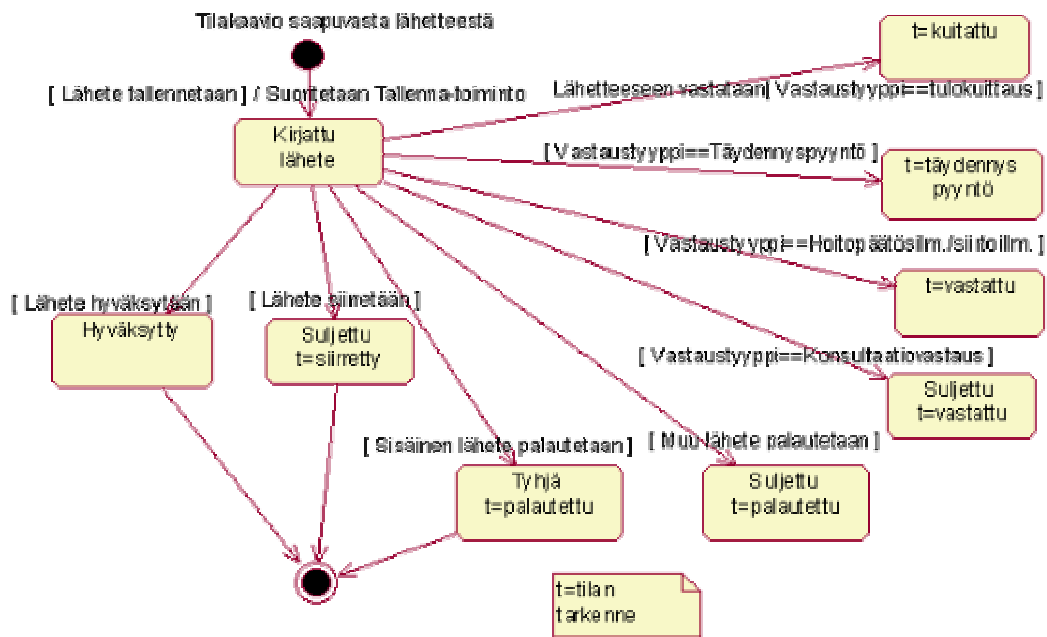 Tilakaavio saapuvasta lähetteestä
t=kuitattu
[ Lähete tallennetaan ] / Suoritetaan Tallenna-toiminto
Lähetteeseen vastataan[ Vastaustyyppi==tulokuittaus ]
Kirjattu
lähete
[ Vastaustyyppi==Täydennyspyyntö ]
t=täydennys
pyyntö
[ Vastaustyyppi==Hoitopäätösilm./siirtoilm. ]
t=vastattu
[ Lähete hyväksytään ]
[ Lähete siirretään ]
Hyväksytty
Suljettu
t=siirretty
[ Vastaustyyppi==Konsultaatiovastaus ]
Suljettu
t=vastattu
[ Sisäinen lähete palautetaan ]
[ Muu lähete palautetaan ]
Tyhjä
t=palautettu
Suljettu
t=palautettu
t=tilan
tarkenne